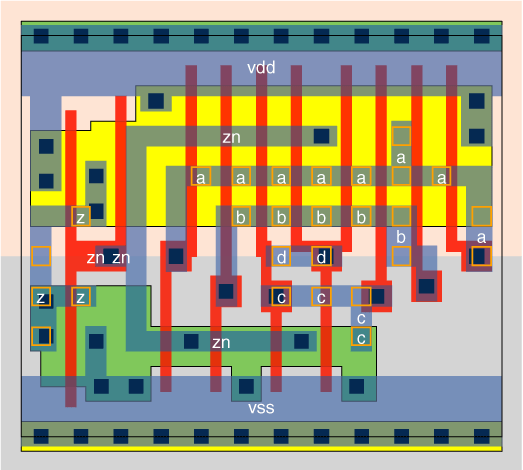 vdd
zn
a
a a a a a a
z b b b b
b a
zn zn d d
z z c c
c
zn c
vss